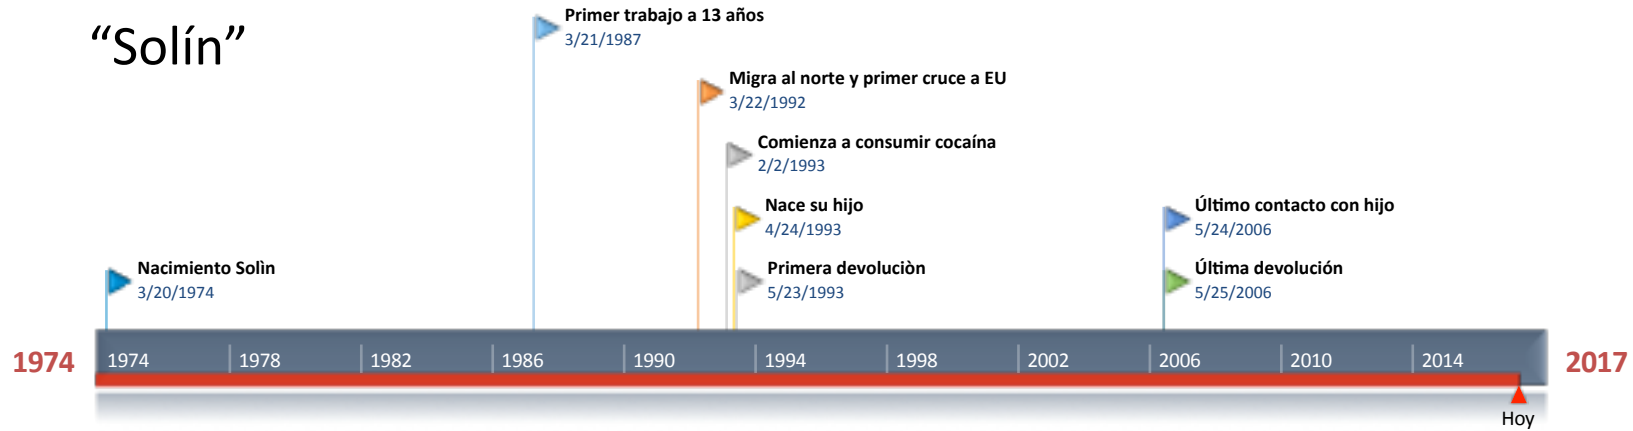 “Solín”
Primer trabajo a 13 años
3/21/1987
Migra al norte y primer cruce a EU
3/22/1992
Comienza a consumir cocaína
2/2/1993
Nace su hijo
4/24/1993
Último contacto con hijo
5/24/2006
Nacimiento Solìn
3/20/1974
Primera devoluciòn
5/23/1993
Última devolución
5/25/2006
1974 1974 1978 1982 1986 1990 1994 1998 2002 2006 2010 2014 2017
Hoy